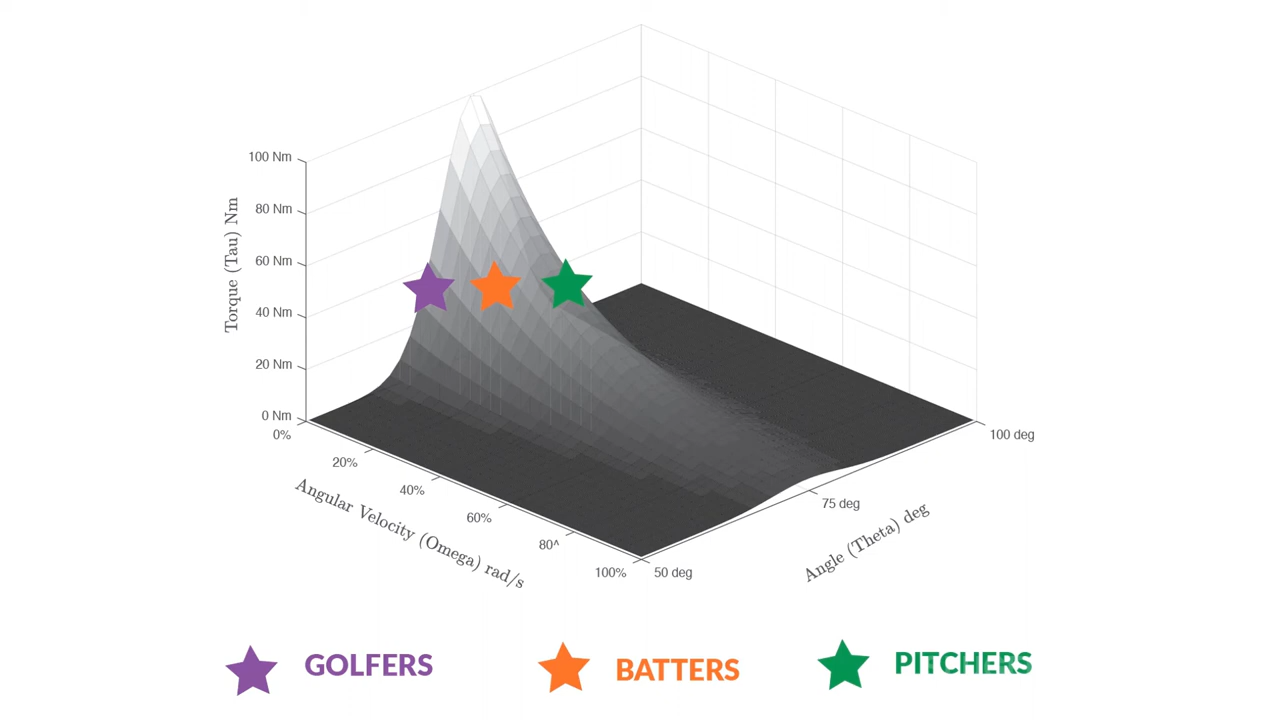 100 Nm
80 Nm
60 Nm
40 Nm
20 Nm
0 Nm
Torque (Tau) Nm
0%
20%
40%
60%
80^
100%
Angular Velocity (Omega) rad/s
50 deg
75 deg
100 deg
Angle (Theta) deg
GOLFERS
BATTERS
PITCHERS